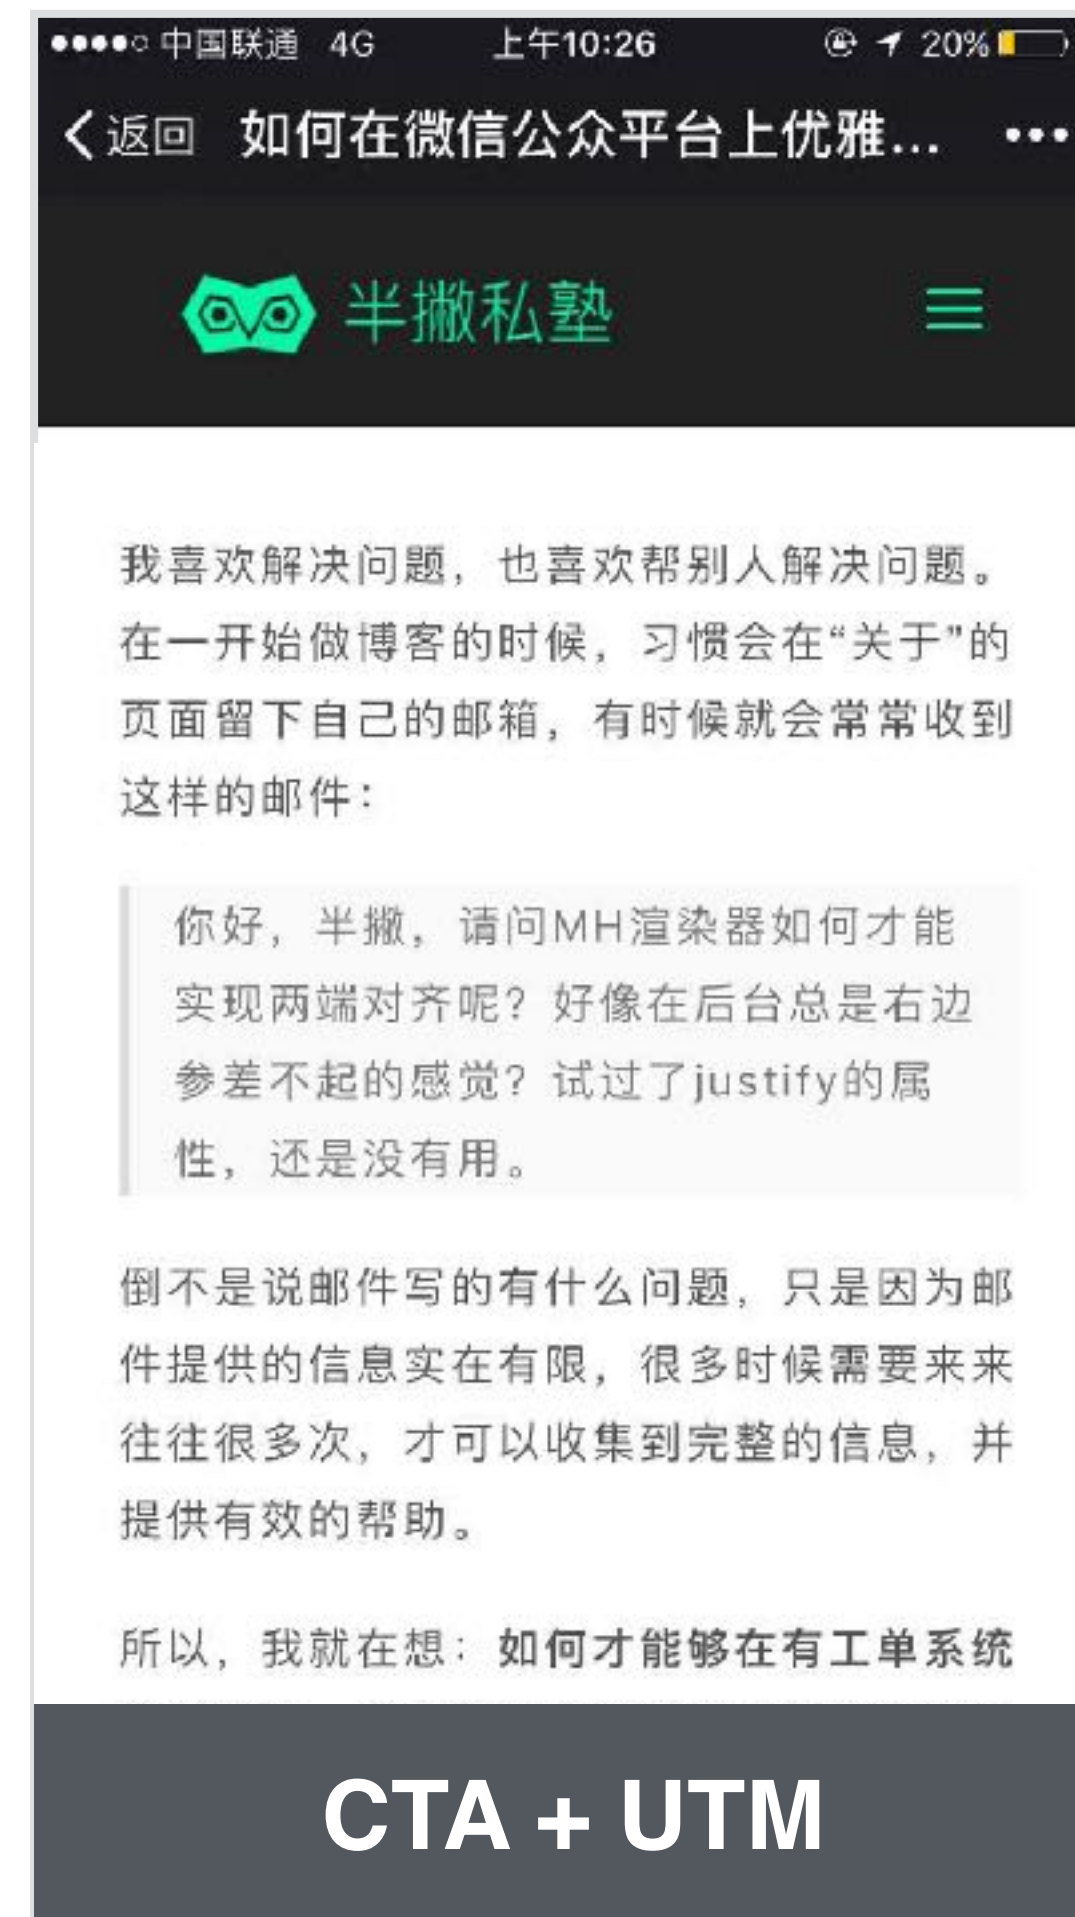 中国联通 4G 上午10:26 20%
返回 如何在微信公众平台上优雅...
半撇私塾
我喜欢解决问题，也喜欢帮别人解决问题。
在一开始做博客的时候，习惯会在“关于”的
页面留下自己的邮箱，有时候就会常常收到
这样的邮件：
你好，半撇，请问MH渲染器如何才能
实现两端对齐呢？好像在后台总是右边
参差不起的感觉？试过了justify的属
性，还是没有用。
倒不是说邮件写的有什么问题，只是因为邮
件提供的信息实在有限，很多时候需要来来
往往很多次，才可以收集到完整的信息，并
提供有效的帮助。
所以，我就在想：如何才能够在有工单系统
CTA + UTM